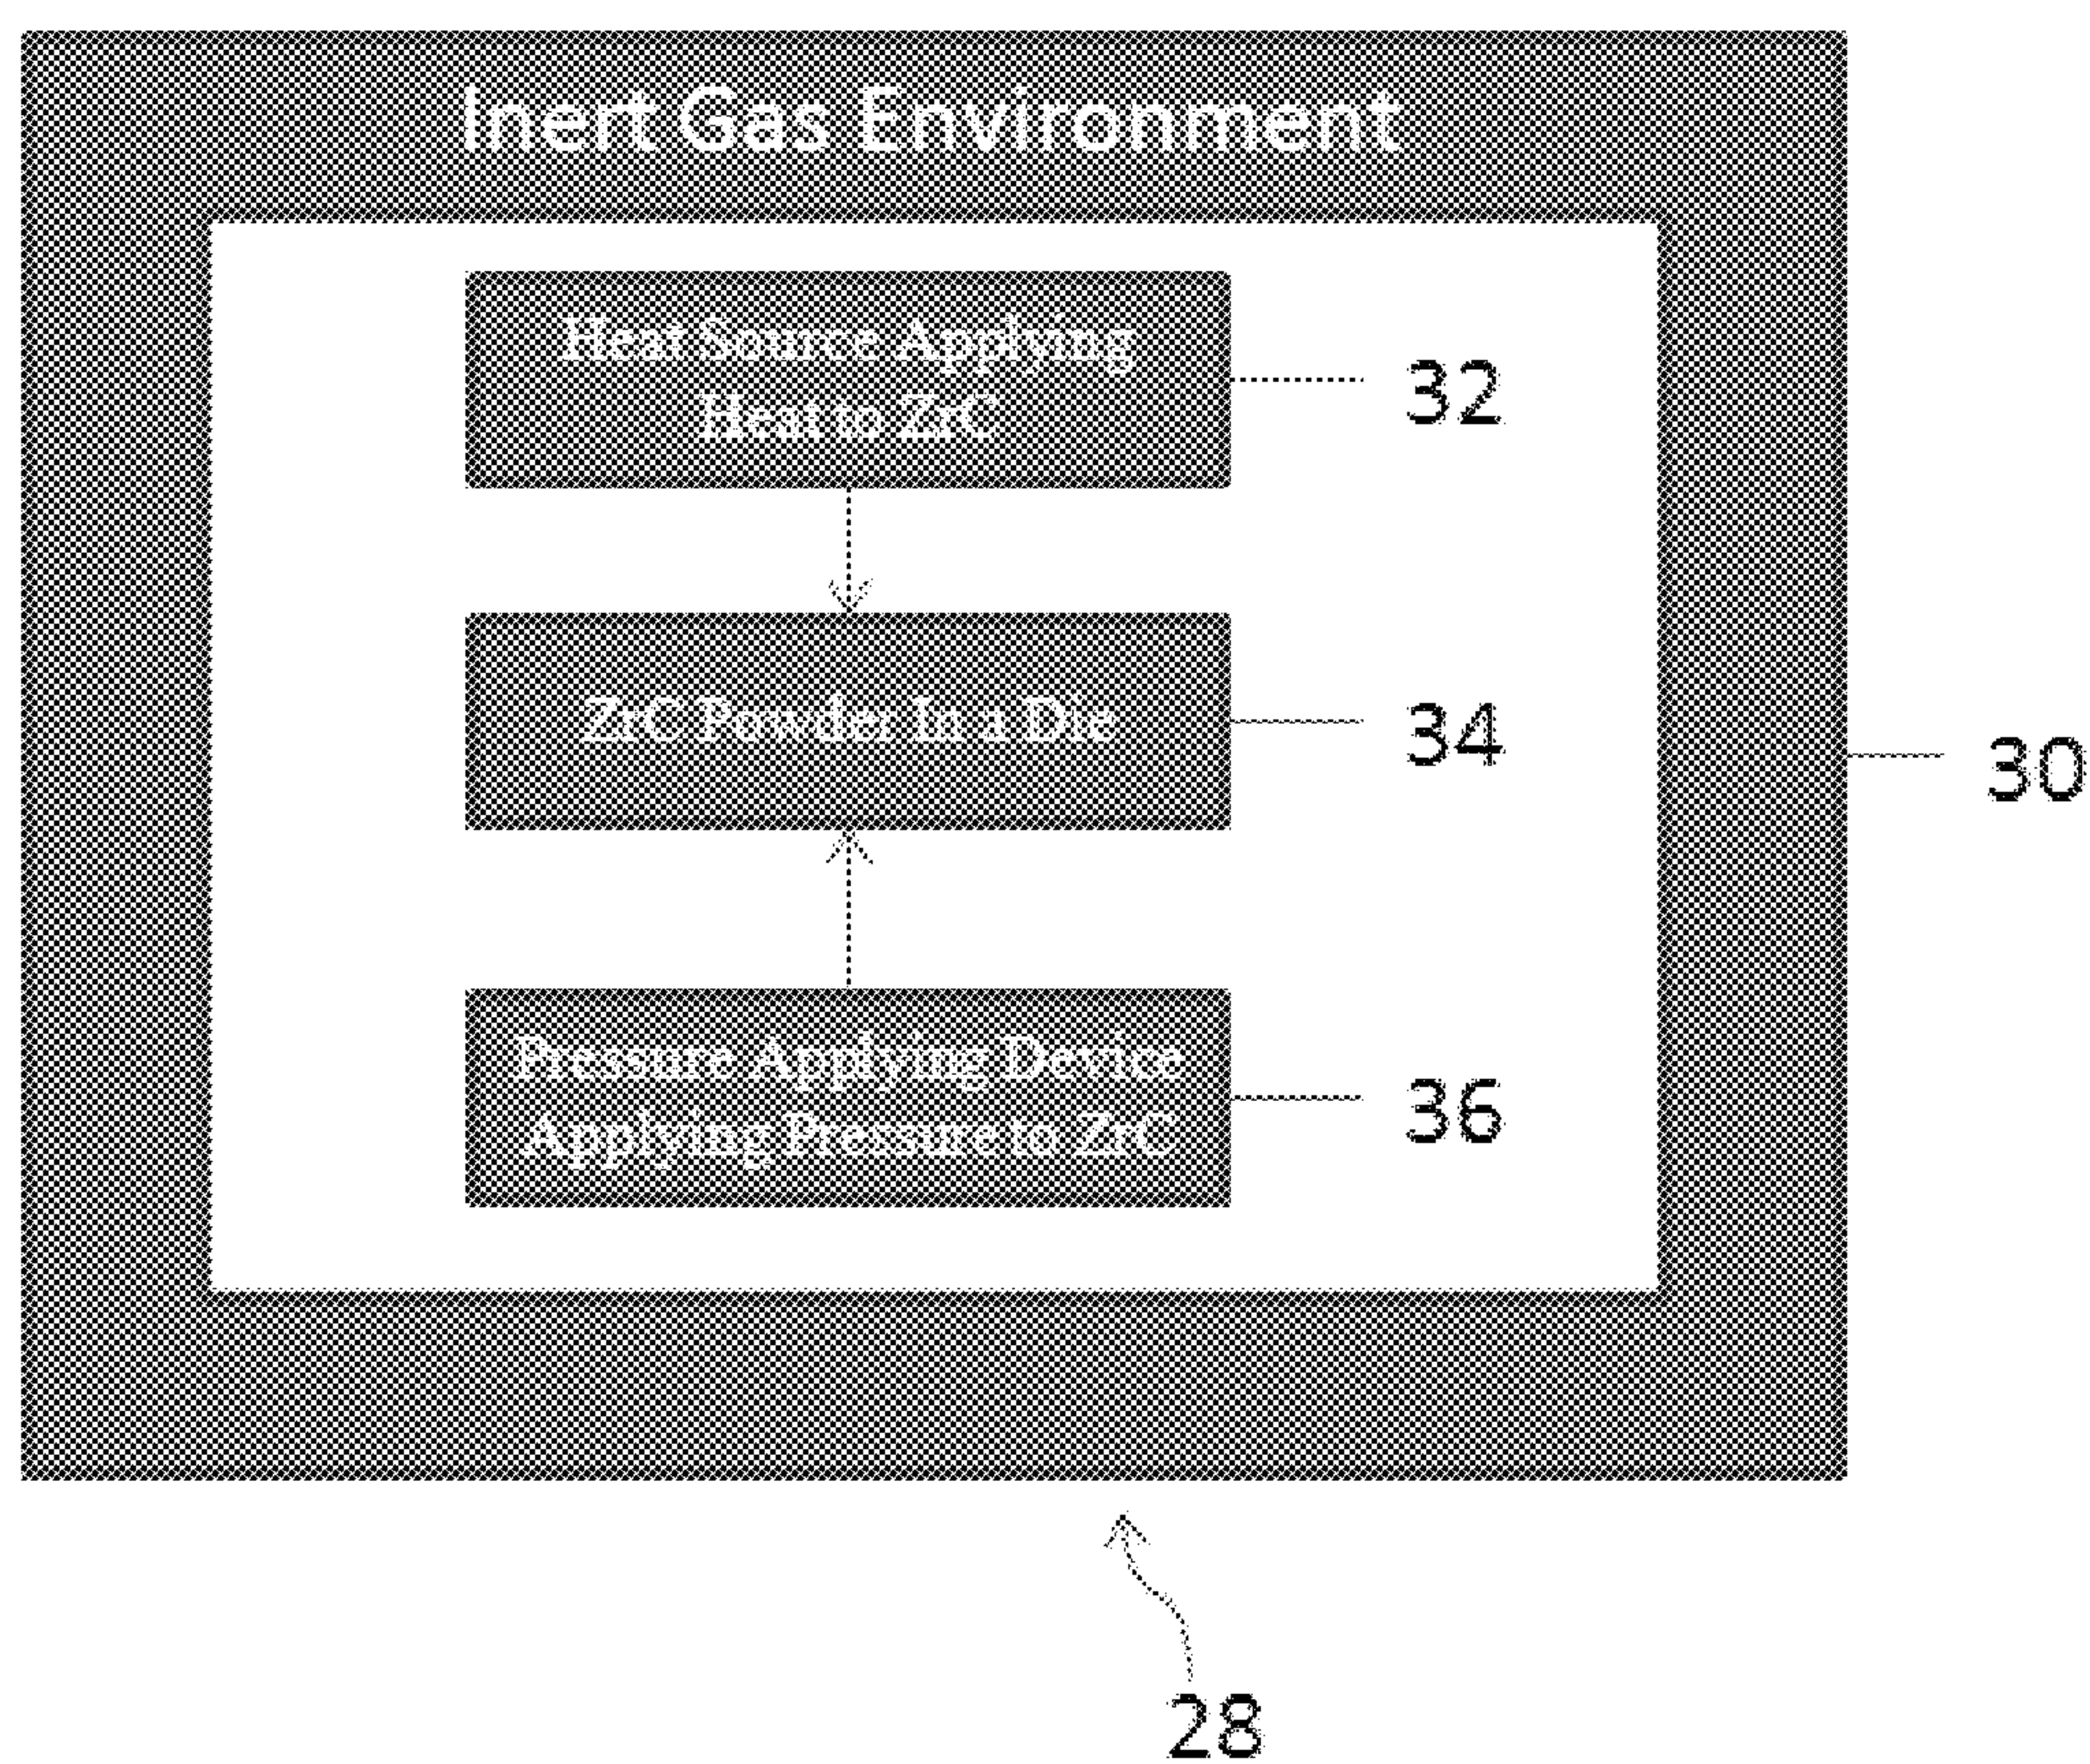 Inert Gas Environment
Heat Source Applying
Heat to ZrC
32
ZrC Powder In a Die
34
30
Pressure Applying Device
Applying Pressure to ZrC
36
28